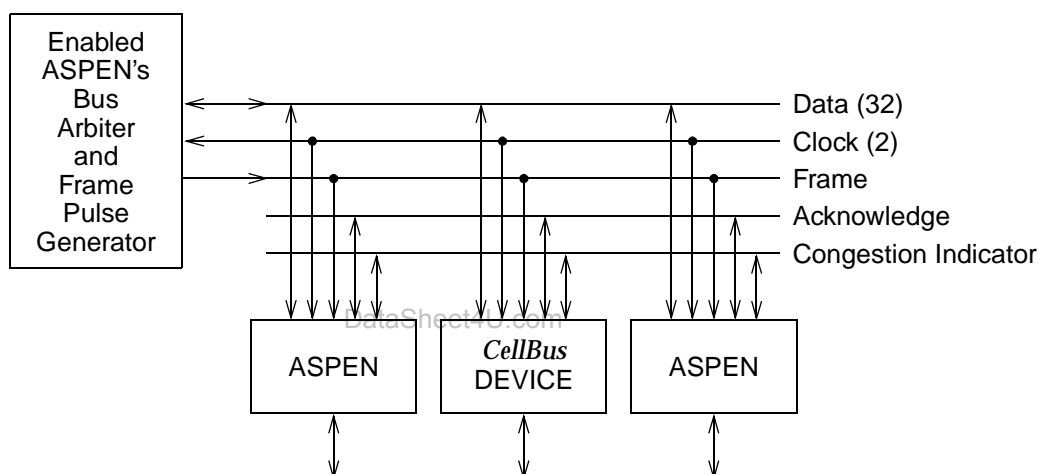 Enabled
ASPEN's
Bus
Arbiter
and
Frame
Pulse
Generator
Data (32)
Clock (2)
Frame
Acknowledge
Congestion Indicator
DataSheet4U.com
ASPEN
CellBus
DEVICE
ASPEN